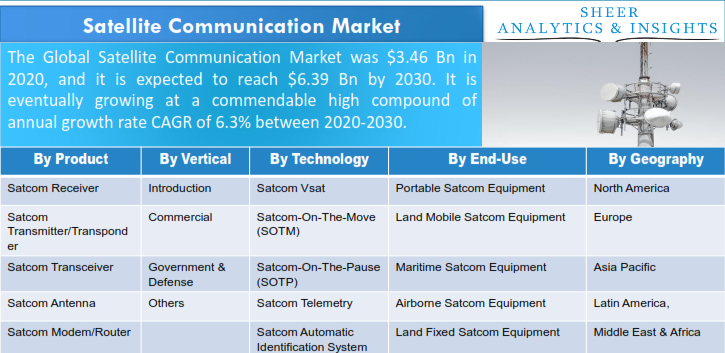 Satellite Communication Market
SHEER
ANALYTICS & INSIGHTS
The Global Satellite Communication Market was $3.46 Bn in
2020, and it is expected to reach $6.39 Bn by 2030. It is
eventually growing at a commendable high compound of
annual growth rate CAGR of 6.3% between 2020-2030.
By Product By Vertical By Technology By End-Use By Geography
Satcom Receiver Introduction Satcom Vsat Portable Satcom Equipment North America
Satcom Commercial Satcom-On-The-Move Land Mobile Satcom Equipment Europe
Transmitter/Transpond (SOTM)
er
Satcom Transceiver Government & Satcom-On-The-Pause Maritime Satcom Equipment Asia Pacific
Defense (SOTP)
Satcom Antenna Others Satcom Telemetry Airborne Satcom Equipment Latin America,
Satcom Modem/Router Satcom Automatic Land Fixed Satcom Equipment Middle East & Africa
Identification System